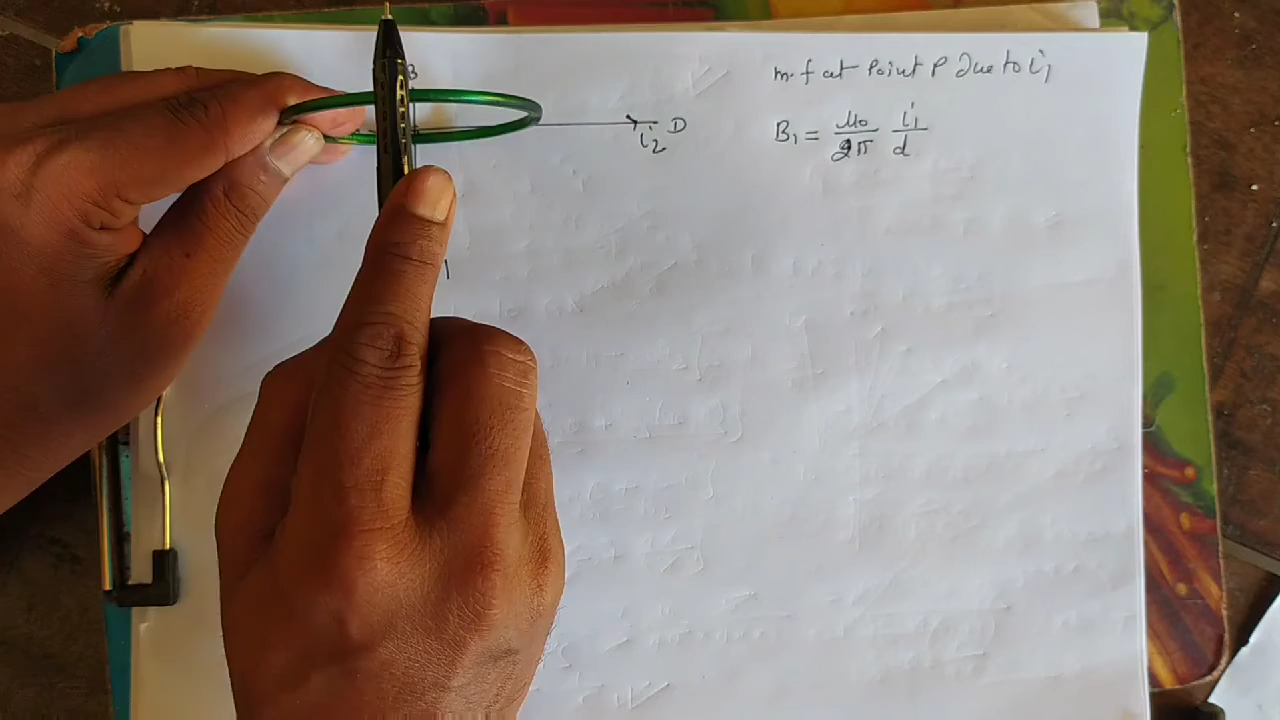 B
i₂ D
m.f at Point P Due to i₁
B₁ = μ₀/2π i₁/d